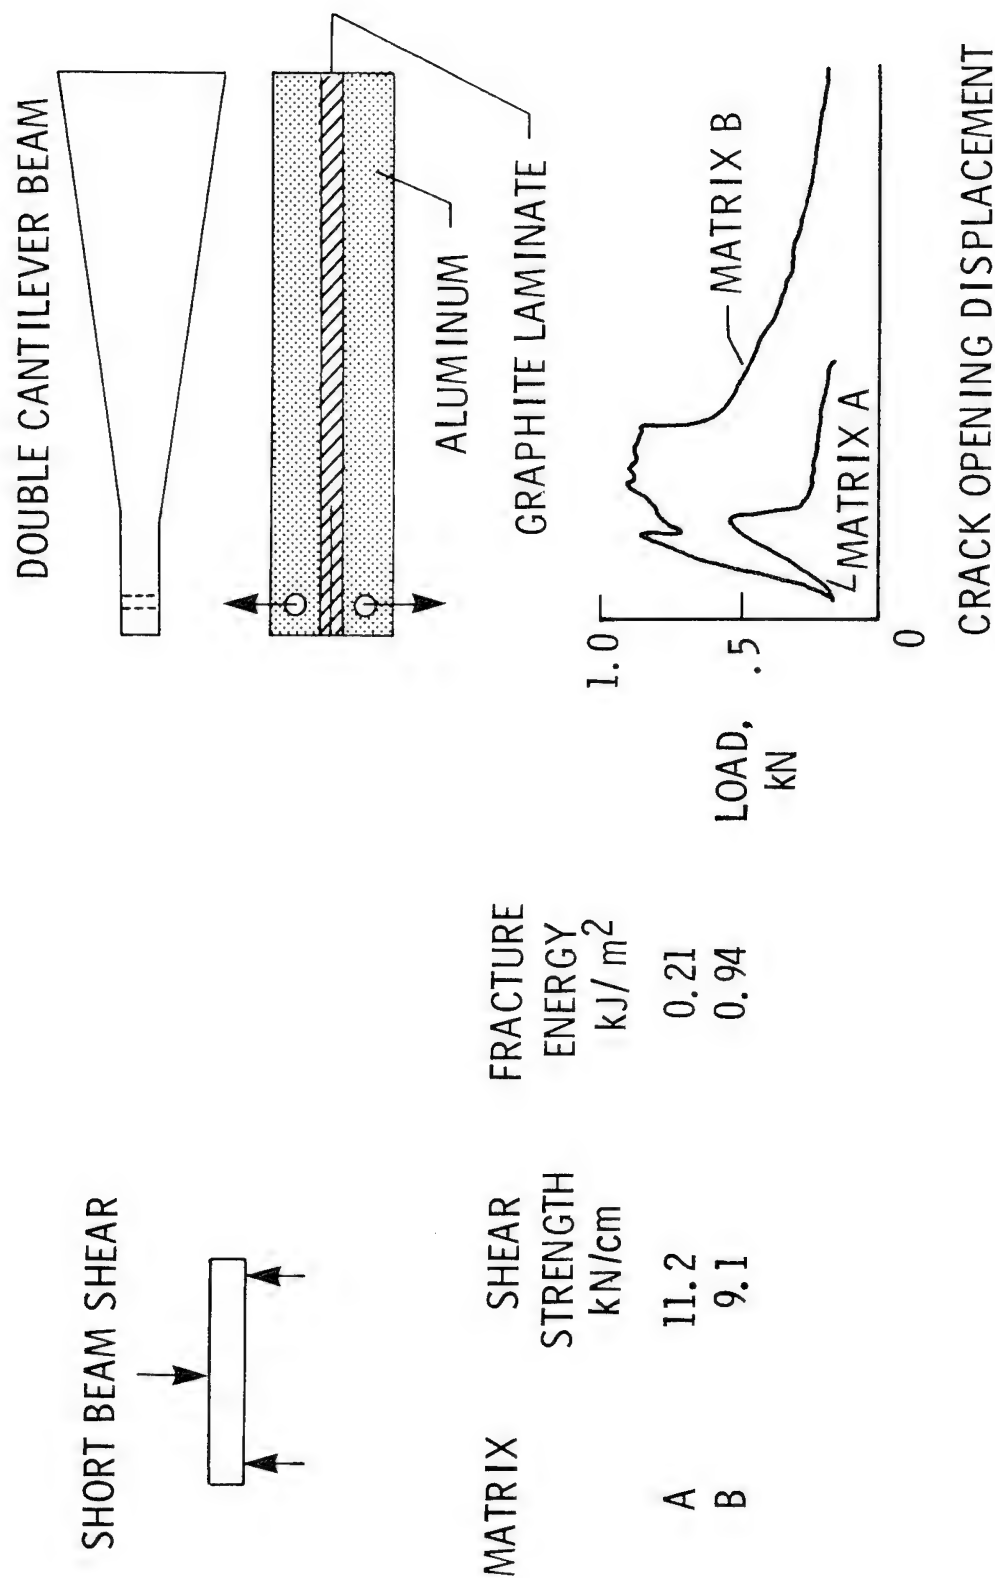 SHORT BEAM SHEAR
MATRIX
SHEAR
STRENGTH
kN/cm
FRACTURE
ENERGY
kJ/m²
A 11.2 0.21
B 9.1 0.94
DOUBLE CANTILEVER BEAM
ALUMINUM
GRAPHITE LAMINATE
1.0
.5
0
LOAD,
kN
MATRIX B
MATRIX A
CRACK OPENING DISPLACEMENT